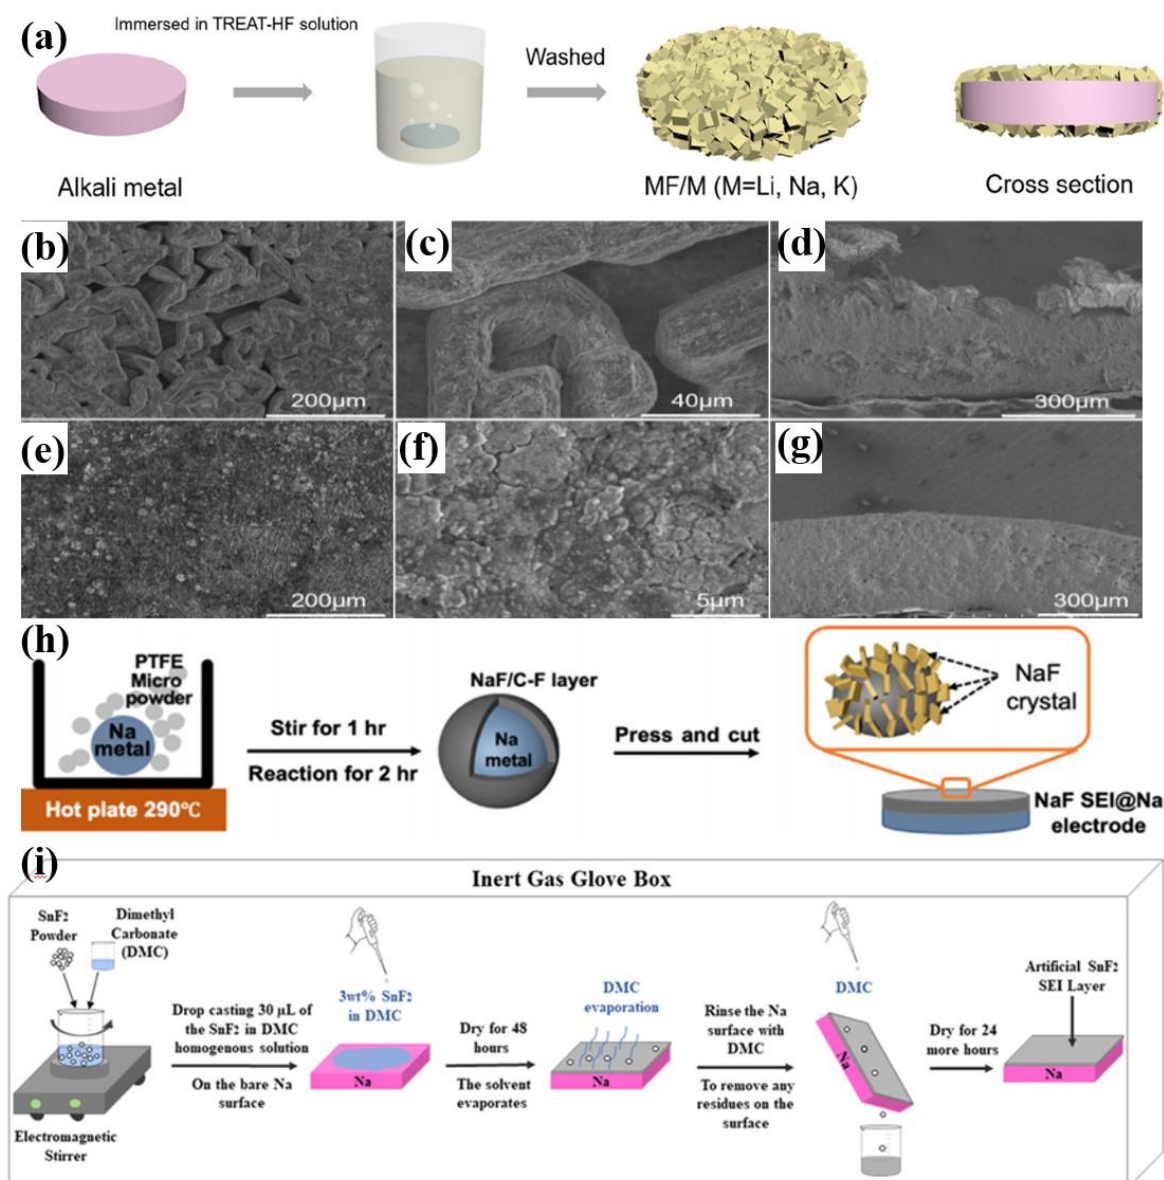 (a)
Immersed in TREAT-HF solution
Washed
Alkali metal
MF/M (M=Li, Na, K)
Cross section
(b)
200μm
(c)
40μm
(d)
300μm
(e)
200μm
(f)
5μm
(g)
300μm
(h)
PTFE
Micro
powder
Na
metal
Hot plate 290℃
Stir for 1 hr
Reaction for 2 hr
NaF/C-F layer
Na
metal
Press and cut
NaF
crystal
NaF SEI@Na
electrode
(i)
Inert Gas Glove Box
SnF2
Powder
Dimethyl
Carbonate
(DMC)
Electromagnetic
Stirrer
Drop casting 30 μL of
the SnF2 in DMC
homogenous solution
On the bare Na
surface
3wt% SnF2
in DMC
Na
Dry for 48
hours
The solvent
evaporates
DMC
evaporation
Na
Rinse the Na
surface with
DMC
To remove any
residues on the
surface
DMC
Na
Dry for 24
more hours
Artificial SnF2
SEI Layer
Na